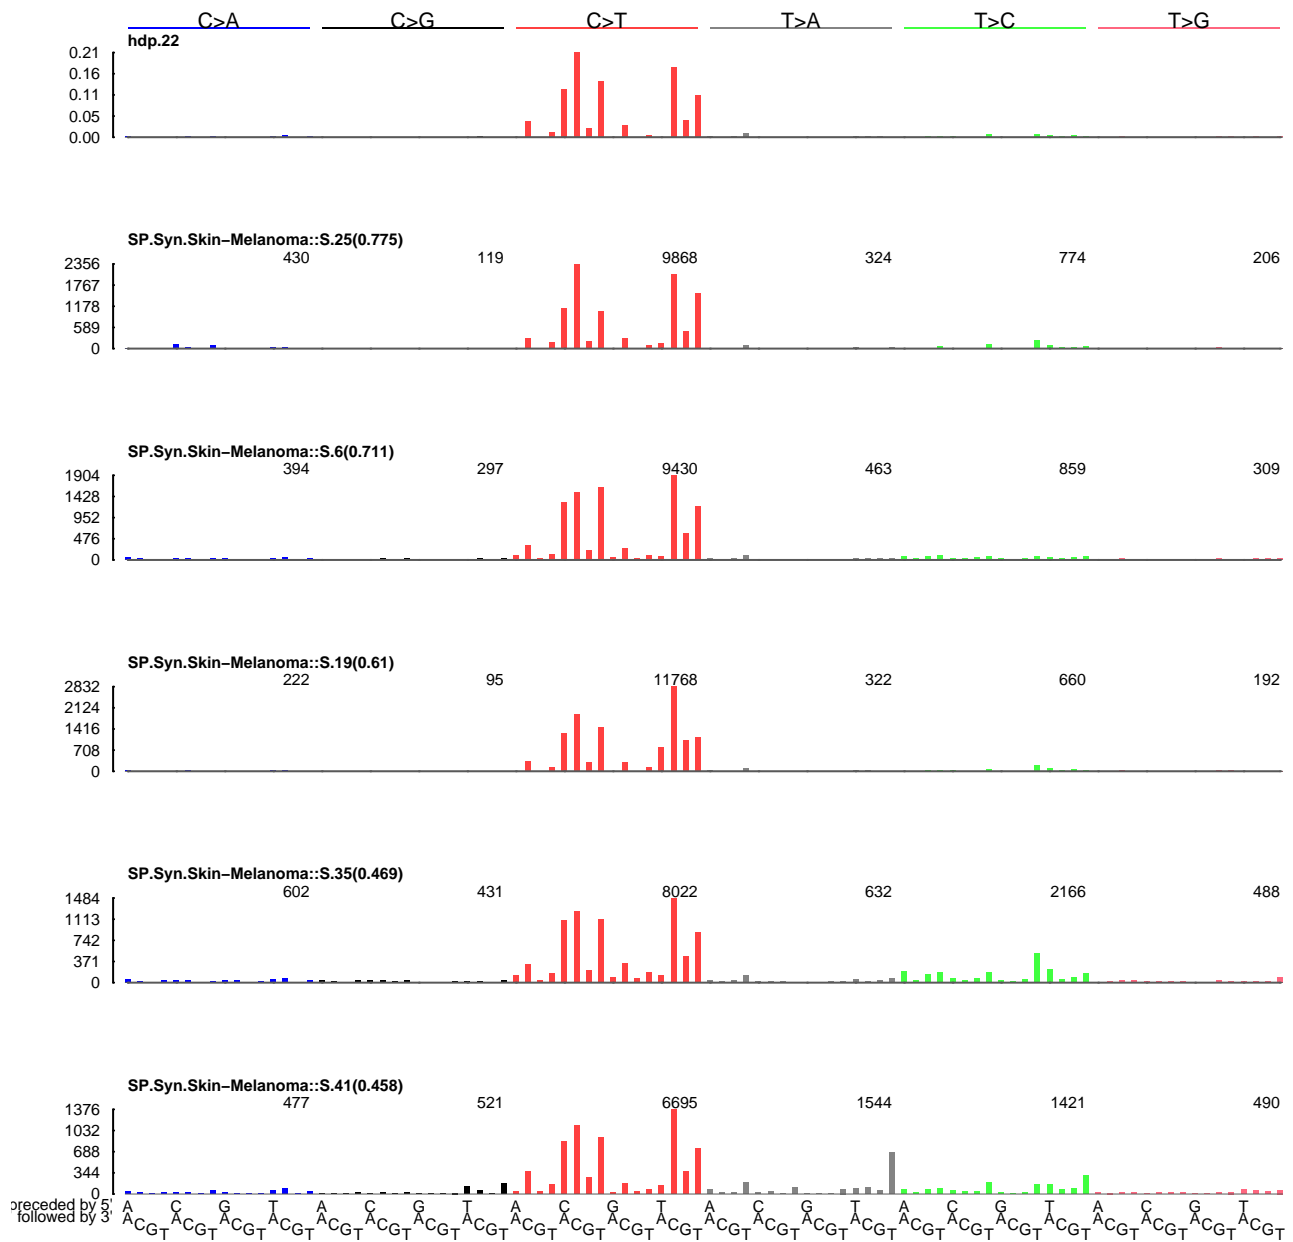 C>A C>G C>T T>A T>C T>G
hdp.22
0.21
0.16
0.11
0.05
0.00
SP.Syn.Skin−Melanoma::S.25(0.775)
430 119 9868 324 774 206
2356
1767
1178
589
0
SP.Syn.Skin−Melanoma::S.6(0.711)
394 297 9430 463 859 309
1904
1428
952
476
0
SP.Syn.Skin−Melanoma::S.19(0.61)
222 95 11768 322 660 192
2832
2124
1416
708
0
SP.Syn.Skin−Melanoma::S.35(0.469)
602 431 8022 632 2166 488
1484
1113
742
371
0
SP.Syn.Skin−Melanoma::S.41(0.458)
477 521 6695 1544 1421 490
1376
1032
688
344
0
preceded by 5' A C G T A C G T A C G T A C G T A C G T A C G T
followed by 3' ACGT ACGT ACGT ACGT ACGT ACGT ACGT ACGT ACGT ACGT ACGT ACGT ACGT ACGT ACGT ACGT ACGT ACGT ACGT ACGT ACGT ACGT ACGT ACGT